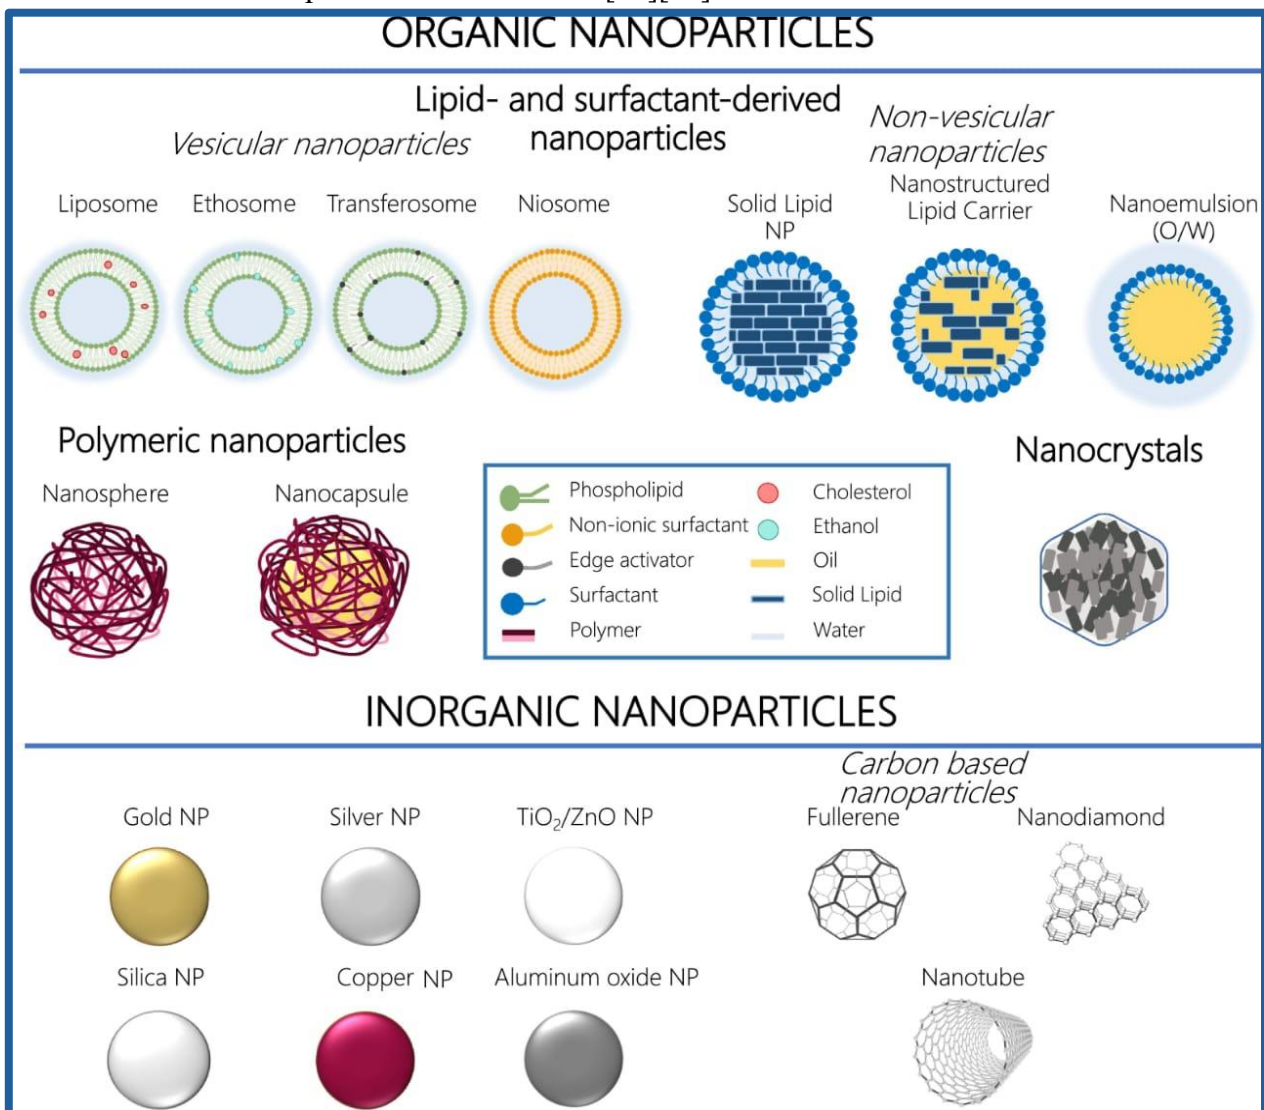 ORGANIC NANOPARTICLES
Lipid- and surfactant-derived
nanoparticles
Vesicular nanoparticles
Non-vesicular
nanoparticles
Liposome
Ethosome
Transferosome
Niosome
Solid Lipid
NP
Nanostructured
Lipid Carrier
Nanoemulsion
(O/W)
Polymeric nanoparticles
Nanosphere
Nanocapsule
Phospholipid
Non-ionic surfactant
Edge activator
Surfactant
Polymer
Cholesterol
Ethanol
Oil
Solid Lipid
Water
Nanocrystals
INORGANIC NANOPARTICLES
Gold NP
Silver NP
TiO₂/ZnO NP
Silica NP
Copper NP
Aluminum oxide NP
Carbon based
nanoparticles
Fullerene
Nanodiamond
Nanotube